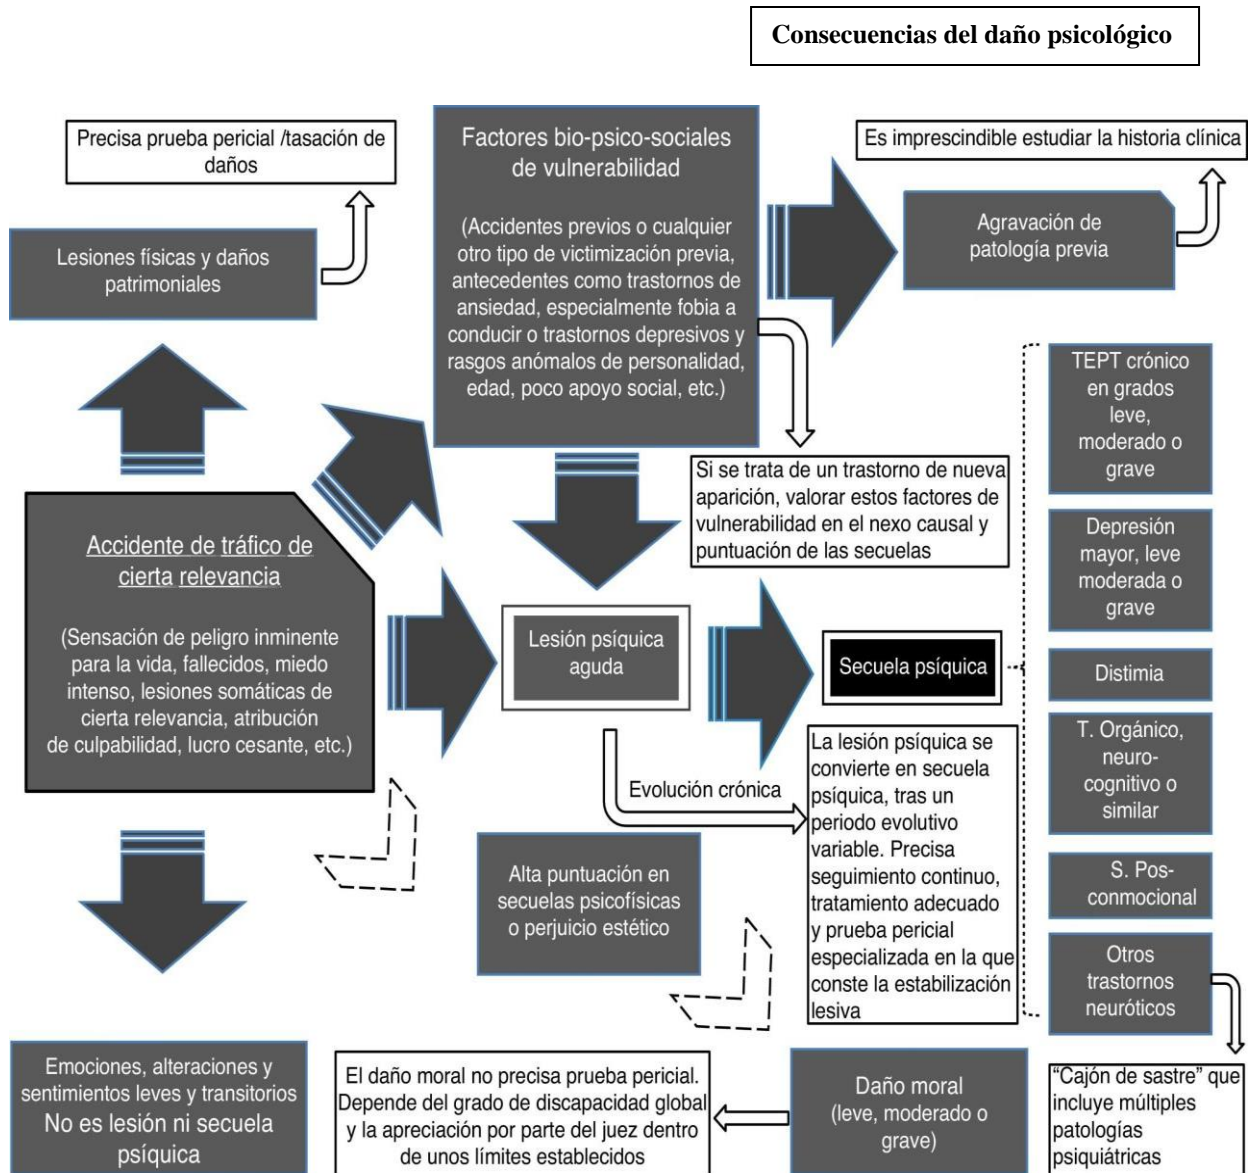 Consecuencias del daño psicológico
Precisa prueba pericial /tasación de
daños
Lesiones físicas y daños
patrimoniales
Factores bio-psico-sociales
de vulnerabilidad
(Accidentes previos o cualquier
otro tipo de victimización previa,
antecedentes como trastornos de
ansiedad, especialmente fobia a
conducir o trastornos depresivos y
rasgos anómalos de personalidad,
edad, poco apoyo social, etc.)
Es imprescindible estudiar la historia clínica
Agravación de
patología previa
Si se trata de un trastorno de nueva
aparición, valorar estos factores de
vulnerabilidad en el nexo causal y
puntuación de las secuelas
Accidente de tráfico de
cierta relevancia
(Sensación de peligro inminente
para la vida, fallecidos, miedo
intenso, lesiones somáticas de
cierta relevancia, atribución
de culpabilidad, lucro cesante, etc.)
Lesión psíquica
aguda
Secuela psíquica
TEPT crónico
en grados
leve,
moderado o
grave
Depresión
mayor, leve
moderada o
grave
Distimia
T. Orgánico,
neuro-
cognitivo o
similar
S. Pos-
conmocional
Otros
trastornos
neuróticos
Evolución crónica
La lesión psíquica se
convierte en secuela
psíquica, tras un
periodo evolutivo
variable. Precisa
seguimiento continuo,
tratamiento adecuado
y prueba pericial
especializada en la que
conste la estabilización
lesiva
Alta puntuación en
secuelas psicofísicas
o perjuicio estético
Emociones, alteraciones y
sentimientos leves y transitorios
No es lesión ni secuela
psíquica
El daño moral no precisa prueba pericial.
Depende del grado de discapacidad global
y la apreciación por parte del juez dentro
de unos límites establecidos
Daño moral
(leve, moderado o
grave)
“Cajón de sastre” que
incluye múltiples
patologías
psiquiátricas